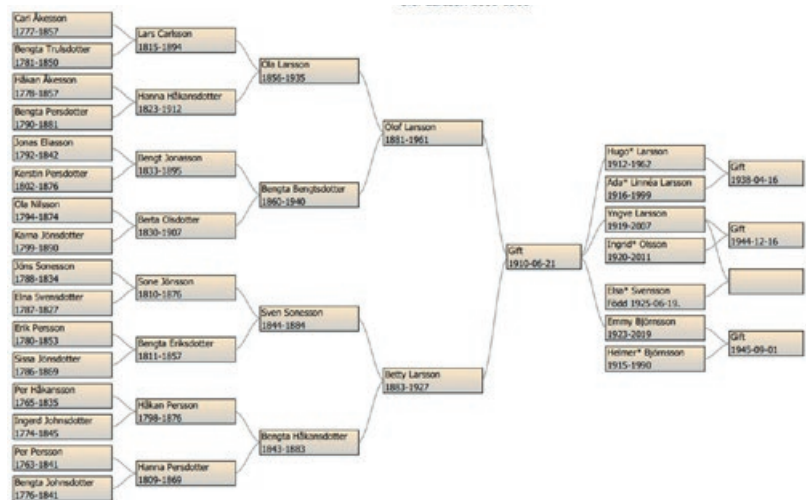 Carl Åkesson
1777-1857
Bengta Trulsdotter
1781-1850
Håkan Åkesson
1778-1857
Bengta Persdotter
1790-1881
Jonas Eliasson
1792-1842
Kerstin Persdotter
1802-1876
Ola Nilsson
1794-1874
Karna Jönsdotter
1799-1890
Jöns Sonesson
1788-1834
Elna Svensdotter
1787-1827
Erik Persson
1780-1853
Sissa Jönsdotter
1786-1869
Per Håkansson
1765-1835
Ingerd Johnsdotter
1774-1845
Per Persson
1763-1841
Bengta Johnsdotter
1776-1841
Lars Carlsson
1815-1894
Hanna Håkansdotter
1823-1912
Bengt Jonasson
1833-1895
Berta Olsdotter
1830-1907
Sone Jönsson
1810-1876
Bengta Eriksdotter
1811-1857
Håkan Persson
1798-1876
Hanna Persdotter
1809-1869
Ola Larsson
1856-1935
Bengta Bengtsdotter
1860-1940
Sven Sonesson
1844-1884
Bengta Håkansdotter
1843-1883
Olof Larsson
1881-1961
Betty Larsson
1883-1927
Gift
1910-06-21
Hugo* Larsson
1912-1962
Ada* Linnéa Larsson
1916-1999
Yngve Larsson
1919-2007
Ingrid* Olsson
1920-2011
Elsa* Svensson
Född 1925-06-19.
Emmy Björnsson
1923-2019
Helmer* Björnsson
1915-1990
Gift
1938-04-16
Gift
1944-12-16
Gift
1945-09-01